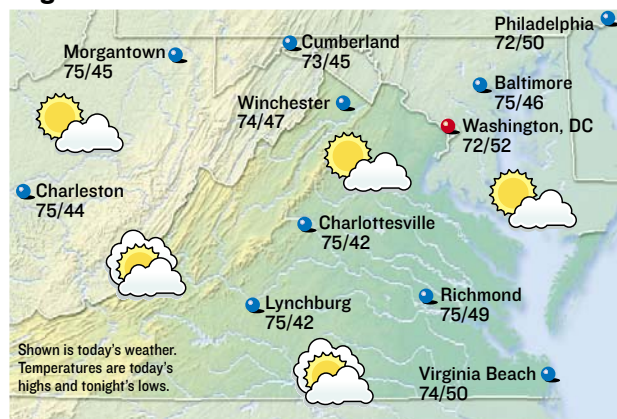 Philadelphia
72/50
Morgantown
75/45
Cumberland
73/45
Baltimore
75/46
Winchester
74/47
Washington, DC
72/52
Charleston
75/44
Charlottesville
75/42
Lynchburg
75/42
Richmond
75/49
Shown is today's weather.
Temperatures are today's
highs and tonight's lows.
Virginia Beach
74/50